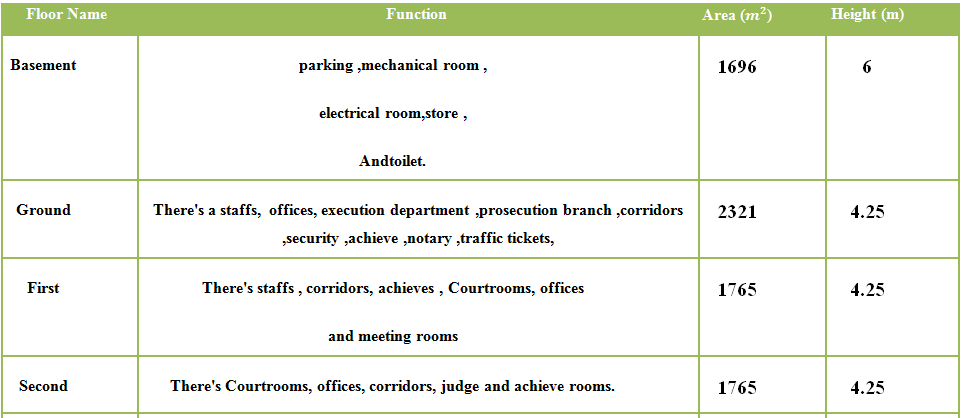 Floor Name Function Area (m²) Height (m)
Basement parking ,mechanical room , 1696 6
electrical room,store ,
Andtoilet.
Ground There's a staffs, offices, execution department ,prosecution branch ,corridors 2321 4.25
,security ,achieve ,notary ,traffic tickets,
First There's staffs , corridors, achieves , Courtrooms, offices 1765 4.25
and meeting rooms
Second There's Courtrooms, offices, corridors, judge and achieve rooms. 1765 4.25